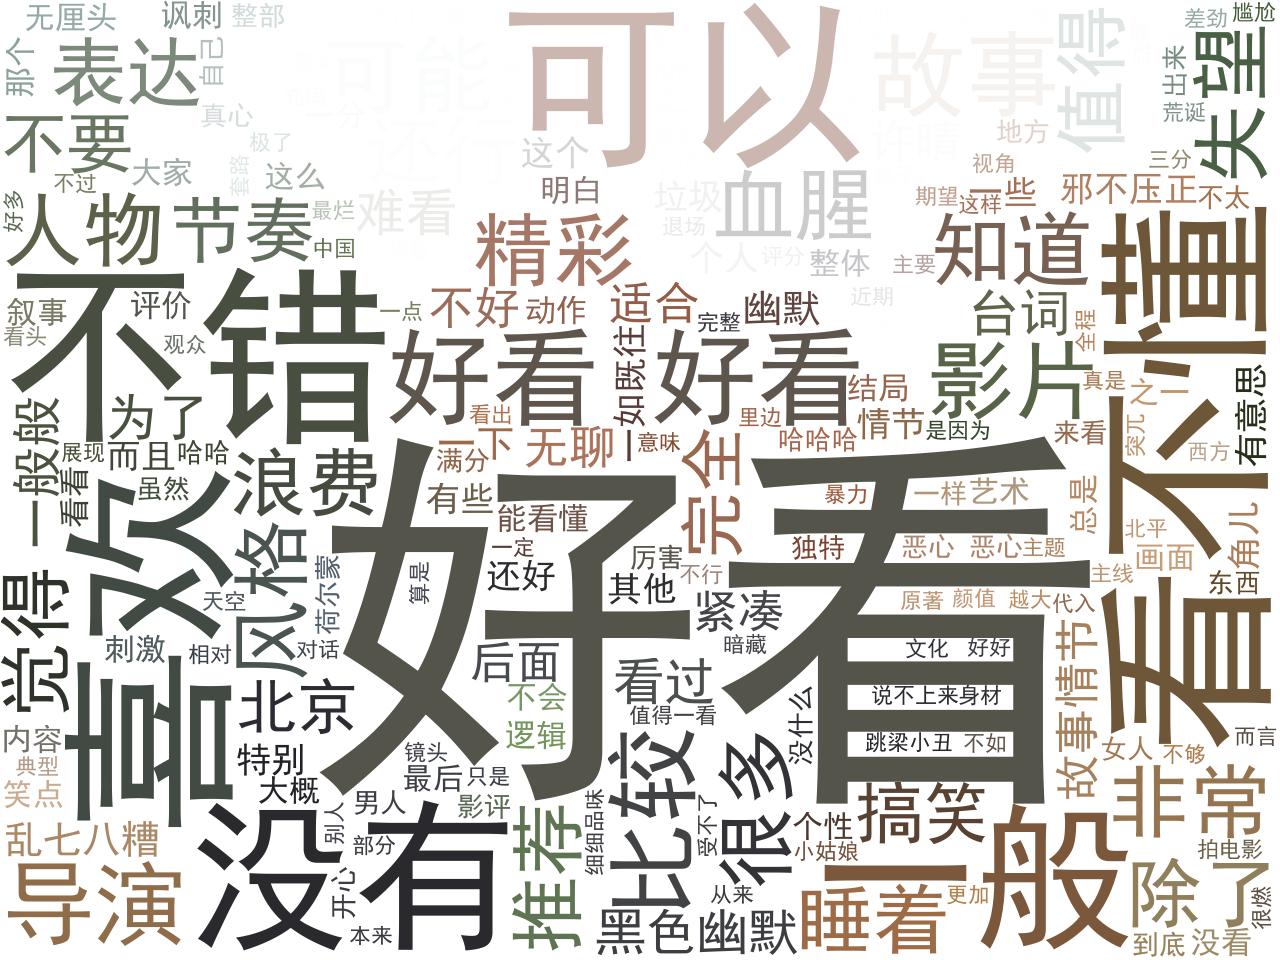 无厘头
讽刺
整部
可以
可能
故事
值得
差劲
尴尬
那个
表达
自己
一分
还行
许晴
失望
出来
荒诞
不要
真心
极了
这个
地方
大家
套路
这么
难看
明白
垃圾
血腥
视角
三分
不过
好多
人物
节奏
最烂
中国
精彩
退场
个人
评分
整体
主要
期望
这样
一些
邪不压正
不太
知道
看不懂
叙事
看头
评价
观众
不错
一点
不好
动作
适合
完整
幽默
近期
台词
全程
好看
如既往
好看
影片
真是
之一
有意思
一般般
为了
看出
里边
结局
情节
是因为
来看
突兀
西方
展现
而且
哈哈
一下
无聊
一
意味
哈哈哈
看看
虽然
浪费
满分
有些
完全
暴力
一样
艺术
总是
角儿
喜欢
风格
好看
能看懂
独特
恶心
恶心
主题
北平
画面
觉得
天空
荷尔蒙
算是
一定
还好
厉害
其他
不行
主线
东西
刺激
相对
对话
紧凑
原著
颜值
越大
代入
后面
暗藏
文化
好好
故事情节
北京
不会
看过
值得一看
没什么
说不上来
身材
内容
典型
笑点
特别
逻辑
跳梁小丑
不如
女人
不够
而言
大概
镜头
最后
只是
比较
很多
非常
乱七八糟
别人
男人
影评
推荐
细细品味
受不了
个性
搞笑
小姑娘
拍电影
导演
没有
部分
开心
本来
从来
黑色幽默
睡着
更加
一般
除了
很燃
到底
没看